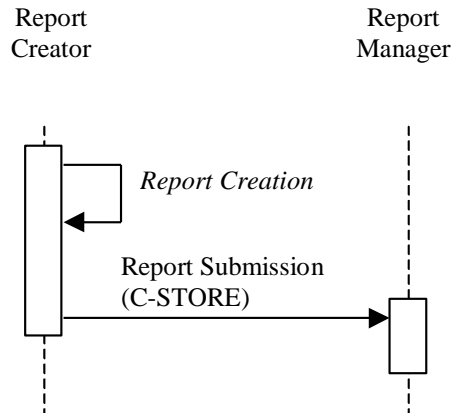 Report
Creator
Report
Manager
Report Creation
Report Submission
(C-STORE)